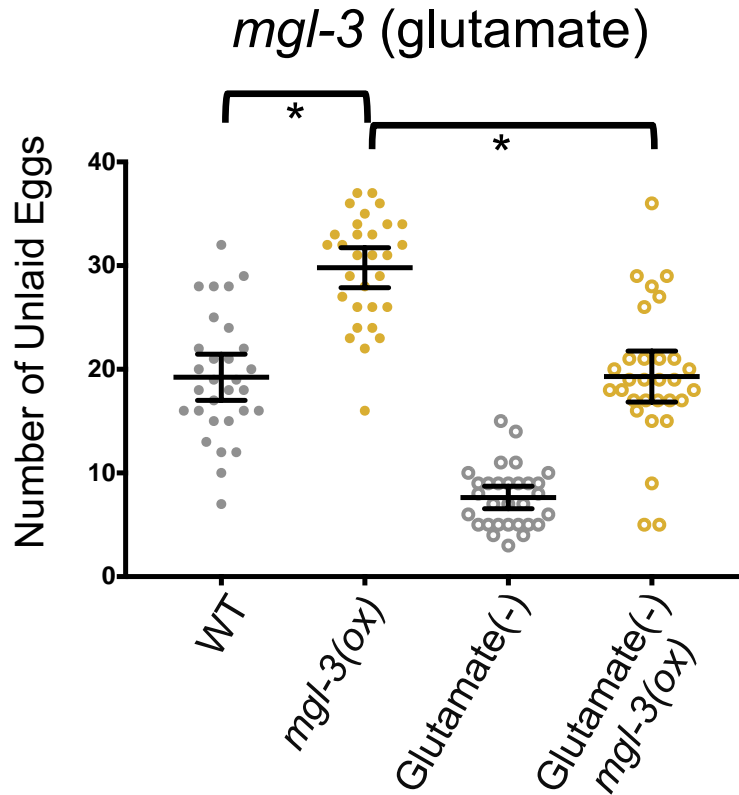 mgl-3 (glutamate)
*
*
Number of Unlaid Eggs
40
30
20
10
0
WT
mgl-3(ox)
Glutamate(-)
Glutamate(-)
mgl-3(ox)